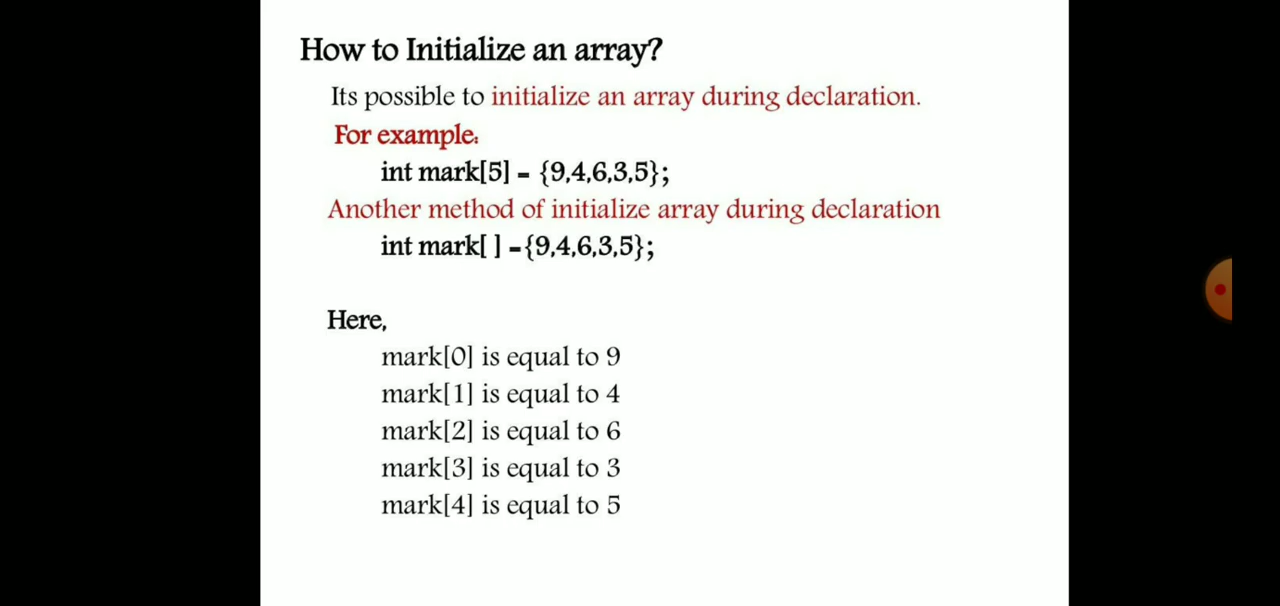 How to Initialize an array?
Its possible to initialize an array during declaration.
For example:
int mark[5] = {9,4,6,3,5};
Another method of initialize array during declaration
int mark[ ] ={9,4,6,3,5};
Here,
mark[0] is equal to 9
mark[1] is equal to 4
mark[2] is equal to 6
mark[3] is equal to 3
mark[4] is equal to 5